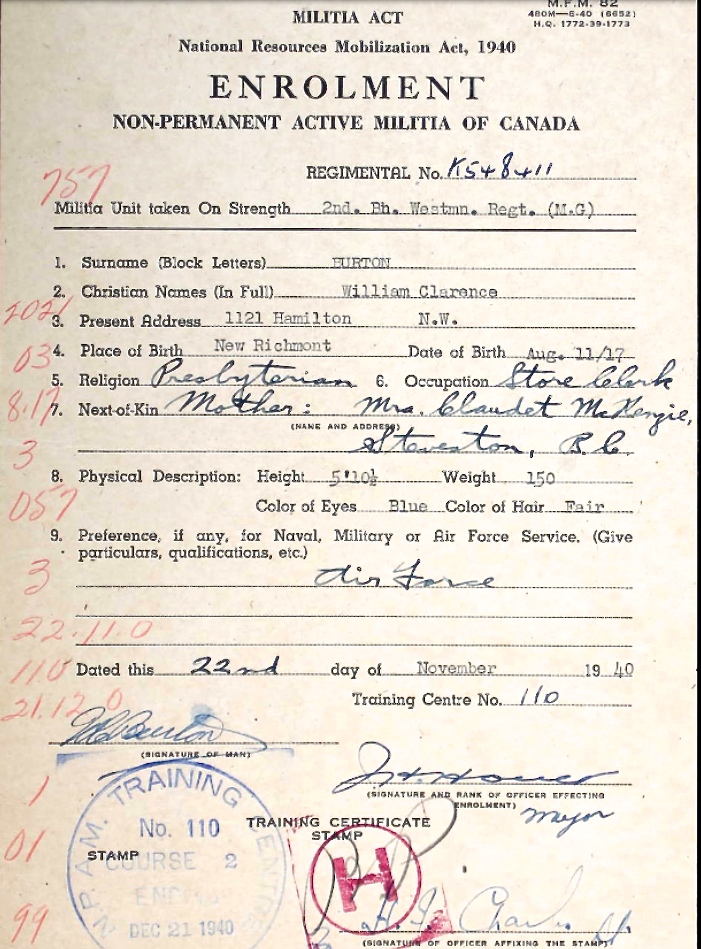 M.F.M. 82
MILITIA ACT
480M—6-40 (6652)
H.Q. 1772-39-1773
National Resources Mobilization Act, 1940
ENROLMENT
NON-PERMANENT ACTIVE MILITIA OF CANADA
REGIMENTAL No. K548411
757
Militia Unit taken On Strength 2nd. Bn. Westmn. Regt. (M.G)
1. Surname (Block Letters) BURTON
2. Christian Names (In Full) William Clarence
2021
3. Present Address 1121 Hamilton N.W.
03
4. Place of Birth New Richmont Date of Birth Aug. 11/17
5. Religion Presbyterian 6. Occupation Store Clerk
8.17
7. Next-of-Kin Mother: Mrs. Claudet McKenzie,
(NAME AND ADDRESS)
Steveston, B.C.
3
8. Physical Description: Height 5'10½ Weight 150
057
Color of Eyes Blue Color of Hair Fair
9. Preference, if any, for Naval, Military or Air Force Service. (Give
particulars, qualifications, etc.)
3
Air Force
22.11.0
110
Dated this 22nd day of November 19 40
21.12 0
Training Centre No. 110
WC Burton
(SIGNATURE OF MAN)
(SIGNATURE AND RANK OF OFFICER EFFECTING
ENROLMENT)
Major
1
N.P.A.M. TRAINING CENTRE
No. 110
TRAINING CERTIFICATE
STAMP
STAMP
COURSE 2
01
H
DEC 21 1940
99
(SIGNATURE OF OFFICER AFFIXING THE STAMP)